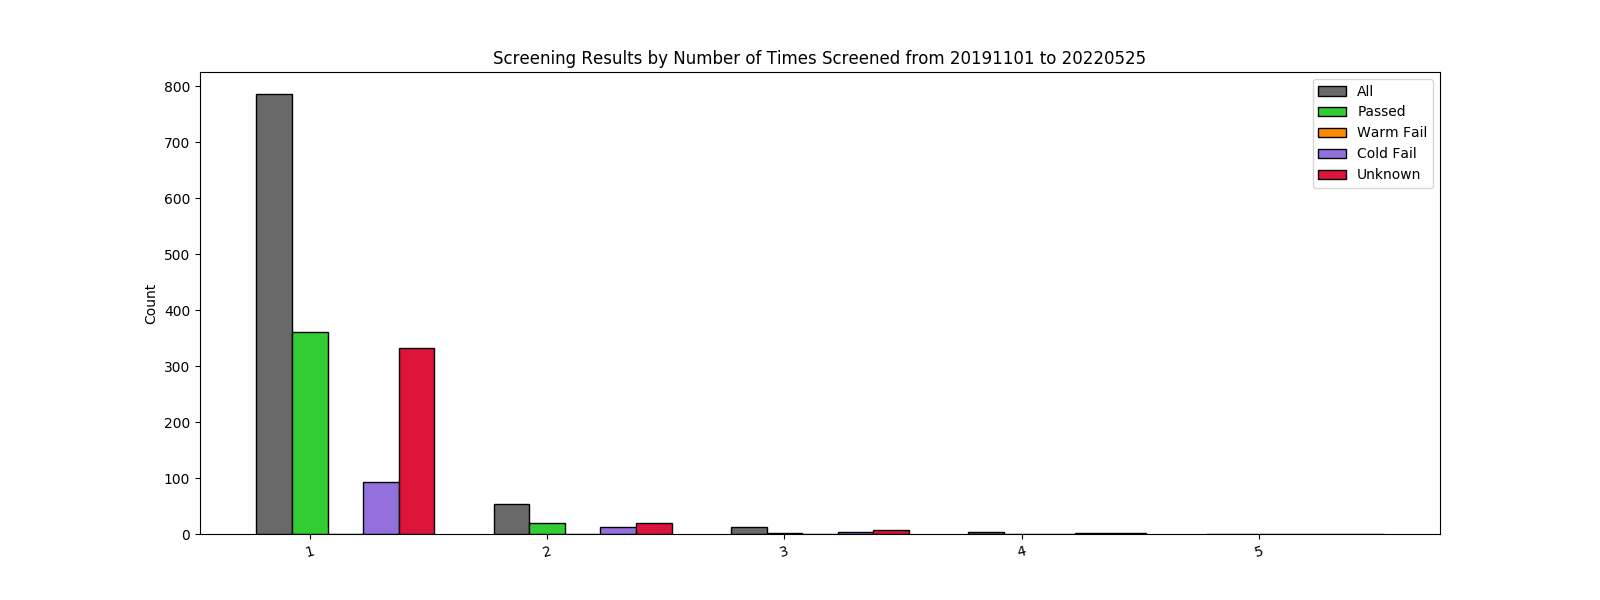 Screening Results by Number of Times Screened from 20191101 to 20220525
800
700
600
500
400
300
200
100
0
Count
All
Passed
Warm Fail
Cold Fail
Unknown
1
2
3
4
5